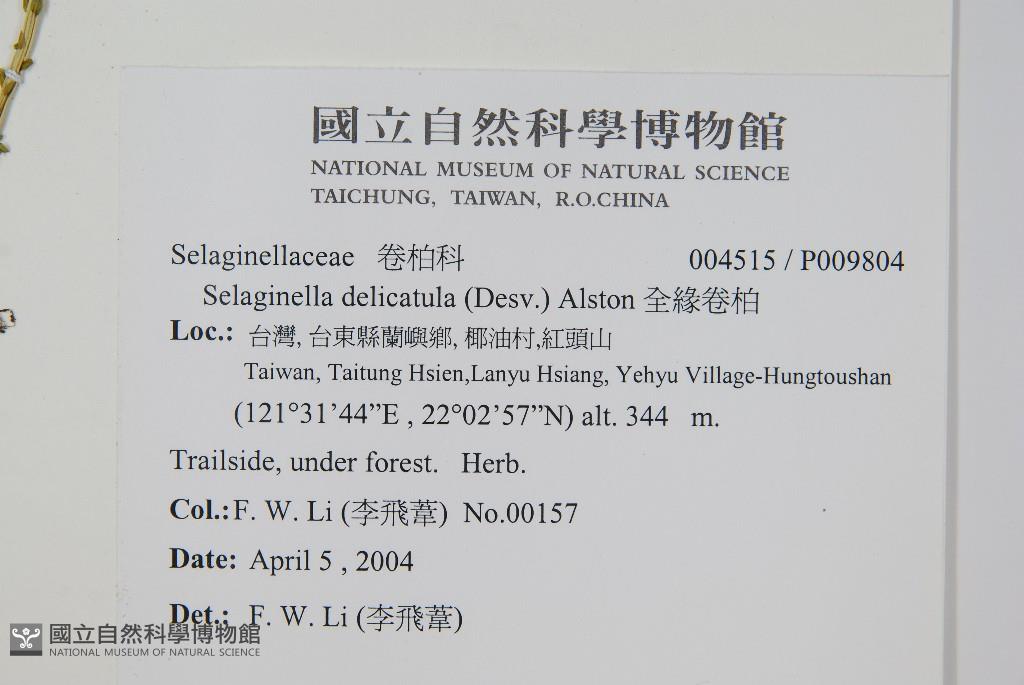 國立自然科學博物館
NATIONAL MUSEUM OF NATURAL SCIENCE
TAICHUNG, TAIWAN, R.O.CHINA
Selaginellaceae 卷柏科 004515 / P009804
Selaginella delicatula (Desv.) Alston 全緣卷柏
Loc.: 台灣, 台東縣蘭嶼鄉, 椰油村,紅頭山
Taiwan, Taitung Hsien,Lanyu Hsiang, Yehyu Village-Hungtoushan
(121°31’44”E , 22°02’57”N) alt. 344 m.
Trailside, under forest. Herb.
Col.:F. W. Li (李飛葦) No.00157
Date: April 5 , 2004
Det.: F. W. Li (李飛葦)
國立自然科學博物館
NATIONAL MUSEUM OF NATURAL SCIENCE